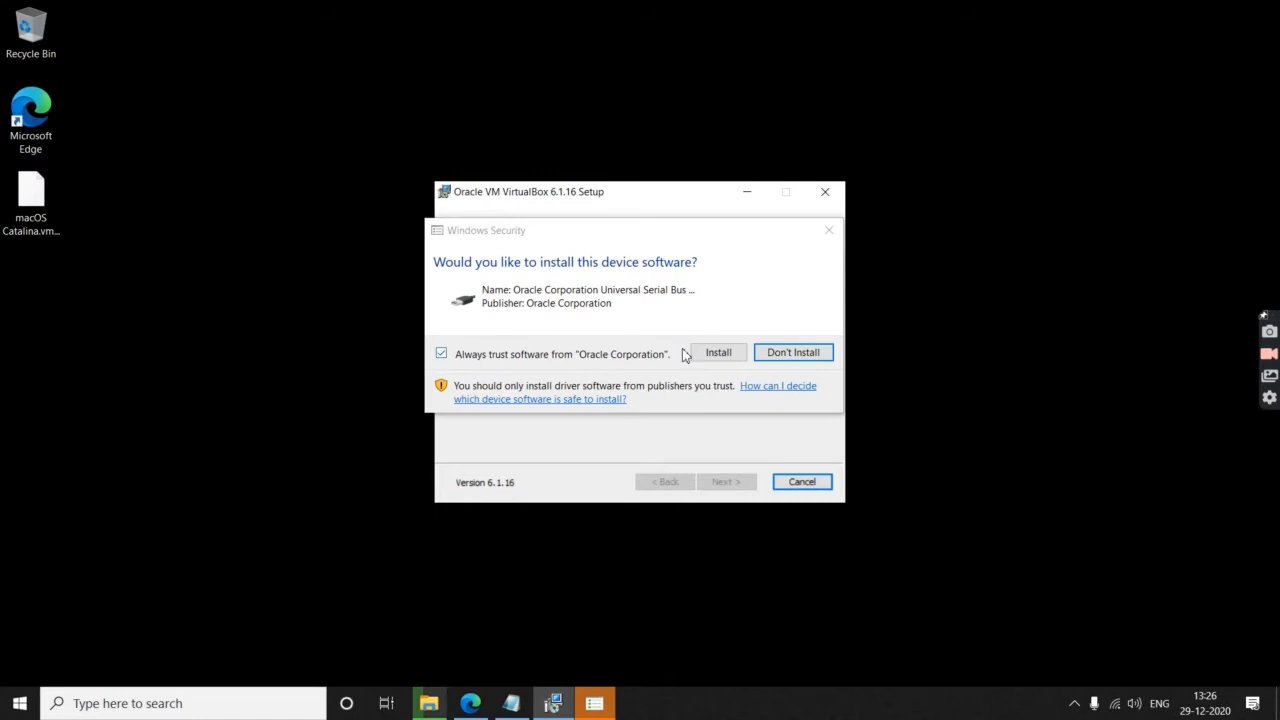 Recycle Bin
Microsoft
Edge
macOS
Catalina.vm...
Oracle VM VirtualBox 6.1.16 Setup
Windows Security
Would you like to install this device software?
Name: Oracle Corporation Universal Serial Bus ...
Publisher: Oracle Corporation
Always trust software from "Oracle Corporation".
Install
Don't Install
You should only install driver software from publishers you trust. How can I decide
which device software is safe to install?
Version 6.1.16
< Back
Next >
Cancel
Type here to search
ENG
13:26
29-12-2020